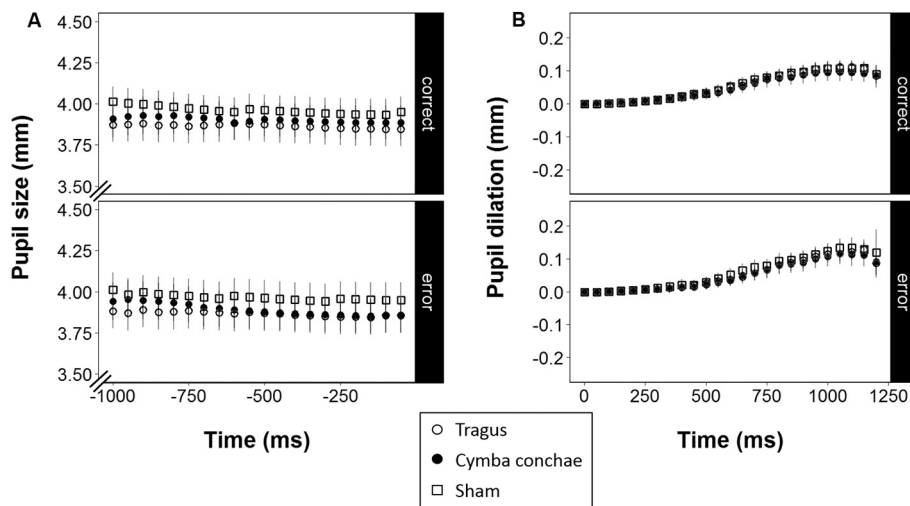 A
B
4.50
4.25
4.00
3.75
3.50
correct
4.50
4.25
4.00
3.75
3.50
error
Pupil size (mm)
-1000 -750 -500 -250
Time (ms)
0.2
0.1
0.0
-0.1
-0.2
correct
0.2
0.1
0.0
-0.1
-0.2
error
Pupil dilation (mm)
0 250 500 750 1000 1250
Time (ms)
Tragus
Cymba conchae
Sham